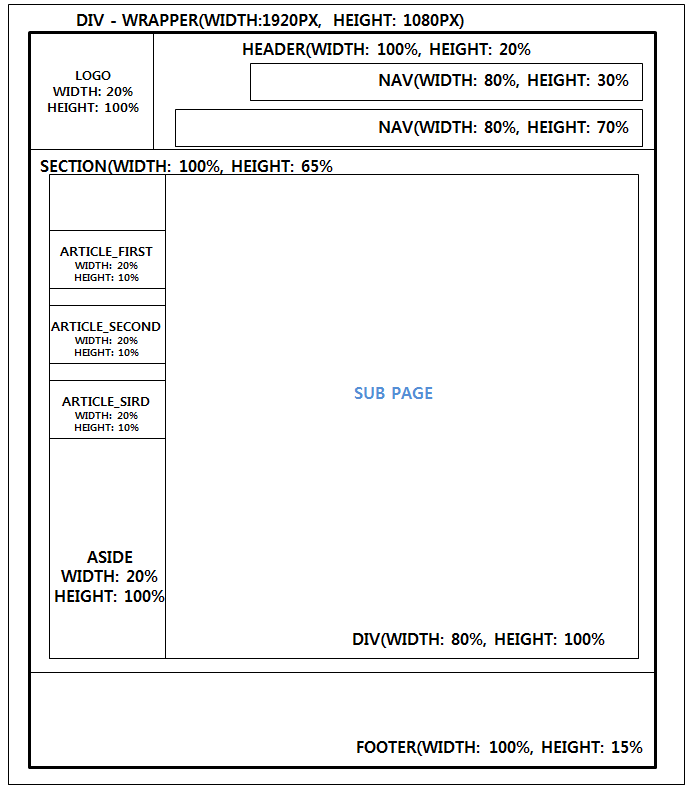 DIV - WRAPPER(WIDTH:1920PX, HEIGHT: 1080PX)
HEADER(WIDTH: 100%, HEIGHT: 20%
LOGO
WIDTH: 20%
HEIGHT: 100%
NAV(WIDTH: 80%, HEIGHT: 30%
NAV(WIDTH: 80%, HEIGHT: 70%
SECTION(WIDTH: 100%, HEIGHT: 65%
ARTICLE_FIRST
WIDTH: 20%
HEIGHT: 10%
ARTICLE_SECOND
WIDTH: 20%
HEIGHT: 10%
ARTICLE_SIRD
WIDTH: 20%
HEIGHT: 10%
SUB PAGE
ASIDE
WIDTH: 20%
HEIGHT: 100%
DIV(WIDTH: 80%, HEIGHT: 100%
FOOTER(WIDTH: 100%, HEIGHT: 15%